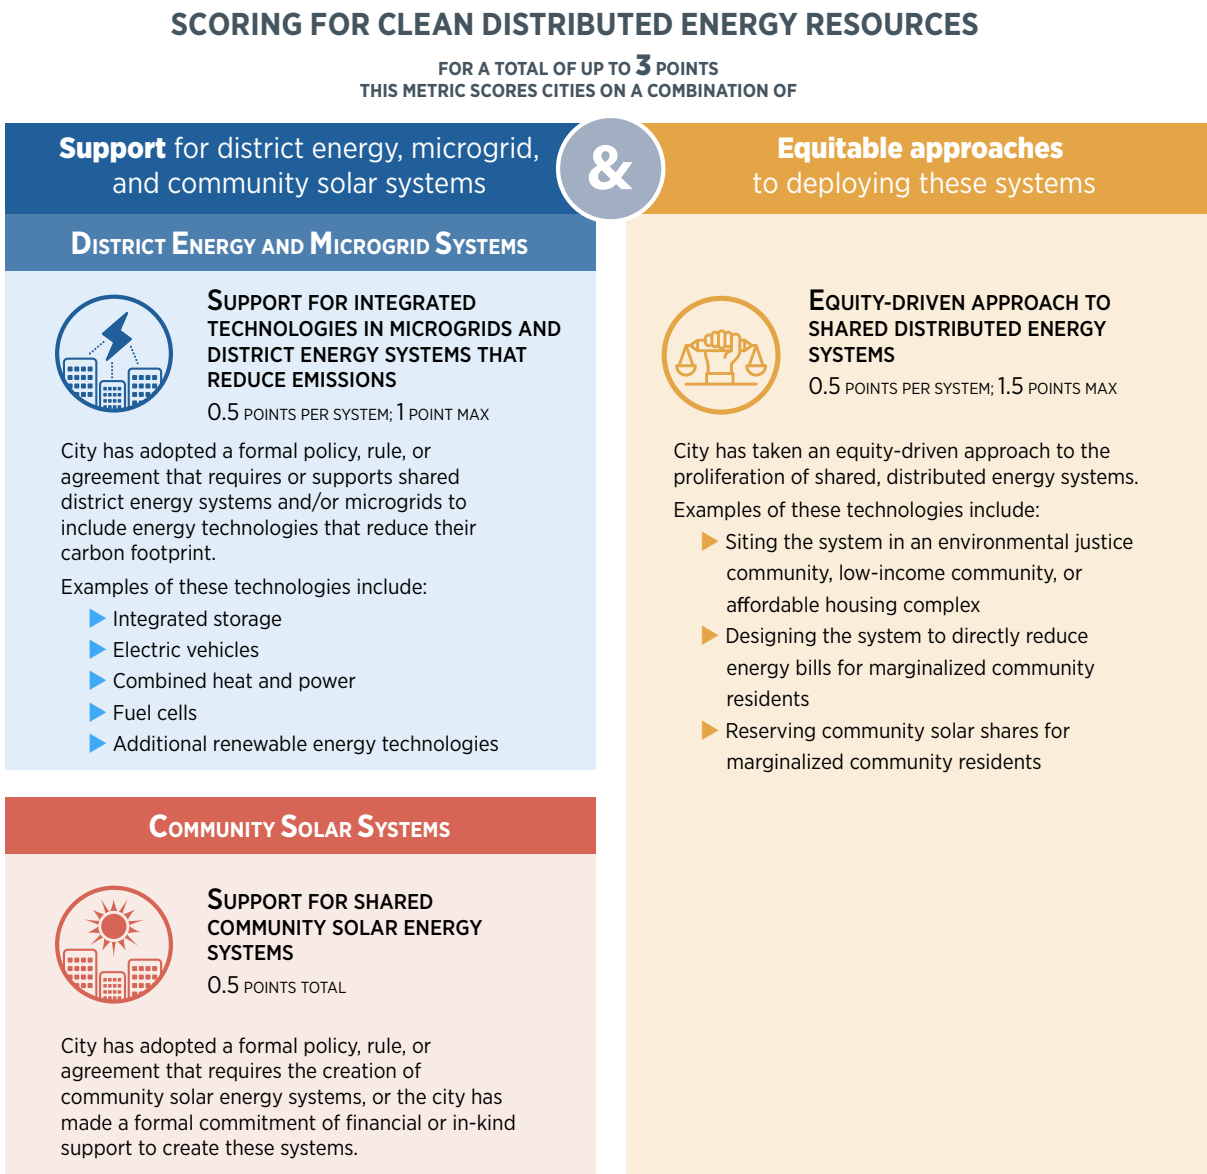 SCORING FOR CLEAN DISTRIBUTED ENERGY RESOURCES
FOR A TOTAL OF UP TO 3 POINTS
THIS METRIC SCORES CITIES ON A COMBINATION OF
Support for district energy, microgrid,
and community solar systems
&
Equitable approaches
to deploying these systems
DISTRICT ENERGY AND MICROGRID SYSTEMS
SUPPORT FOR INTEGRATED
TECHNOLOGIES IN MICROGRIDS AND
DISTRICT ENERGY SYSTEMS THAT
REDUCE EMISSIONS
0.5 POINTS PER SYSTEM; 1 POINT MAX
City has adopted a formal policy, rule, or
agreement that requires or supports shared
district energy systems and/or microgrids to
include energy technologies that reduce their
carbon footprint.
Examples of these technologies include:
Integrated storage
Electric vehicles
Combined heat and power
Fuel cells
Additional renewable energy technologies
COMMUNITY SOLAR SYSTEMS
SUPPORT FOR SHARED
COMMUNITY SOLAR ENERGY
SYSTEMS
0.5 POINTS TOTAL
City has adopted a formal policy, rule, or
agreement that requires the creation of
community solar energy systems, or the city has
made a formal commitment of financial or in-kind
support to create these systems.
EQUITY-DRIVEN APPROACH TO
SHARED DISTRIBUTED ENERGY
SYSTEMS
0.5 POINTS PER SYSTEM; 1.5 POINTS MAX
City has taken an equity-driven approach to the
proliferation of shared, distributed energy systems.
Examples of these technologies include:
Siting the system in an environmental justice
community, low-income community, or
affordable housing complex
Designing the system to directly reduce
energy bills for marginalized community
residents
Reserving community solar shares for
marginalized community residents